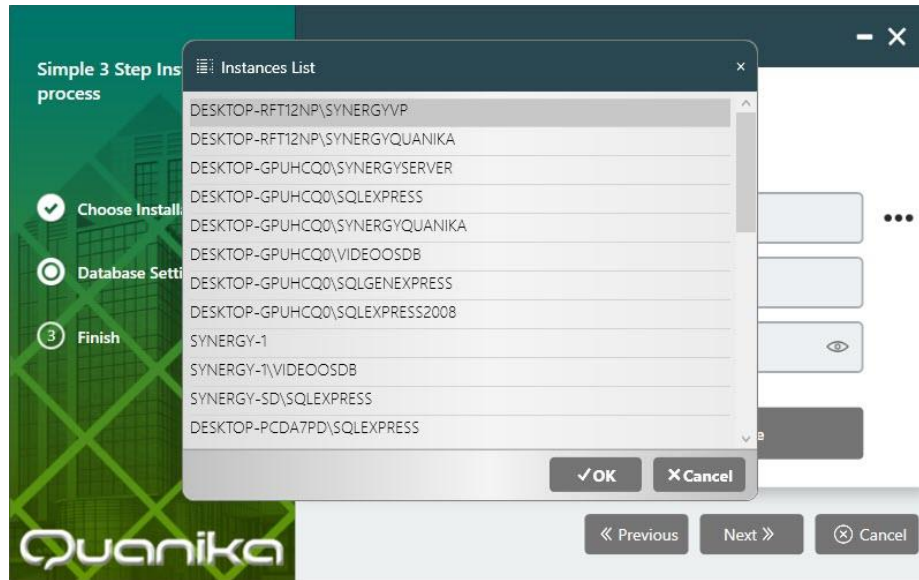 Simple 3 Step Ins
process
Choose Install
Database Setti
3 Finish
Quanika
Instances List
DESKTOP-RFT12NP\SYNERGYVP
DESKTOP-RFT12NP\SYNERGYQUANIKA
DESKTOP-GPUHCQ0\SYNERGYSERVER
DESKTOP-GPUHCQ0\SQLEXPRESS
DESKTOP-GPUHCQ0\SYNERGYQUANIKA
DESKTOP-GPUHCQ0\VIDEOOSDB
DESKTOP-GPUHCQ0\SQLGENEXPRESS
DESKTOP-GPUHCQ0\SQLEXPRESS2008
SYNERGY-1
SYNERGY-1\VIDEOOSDB
SYNERGY-SD\SQLEXPRESS
DESKTOP-PCDA7PD\SQLEXPRESS
OK Cancel
Previous Next Cancel